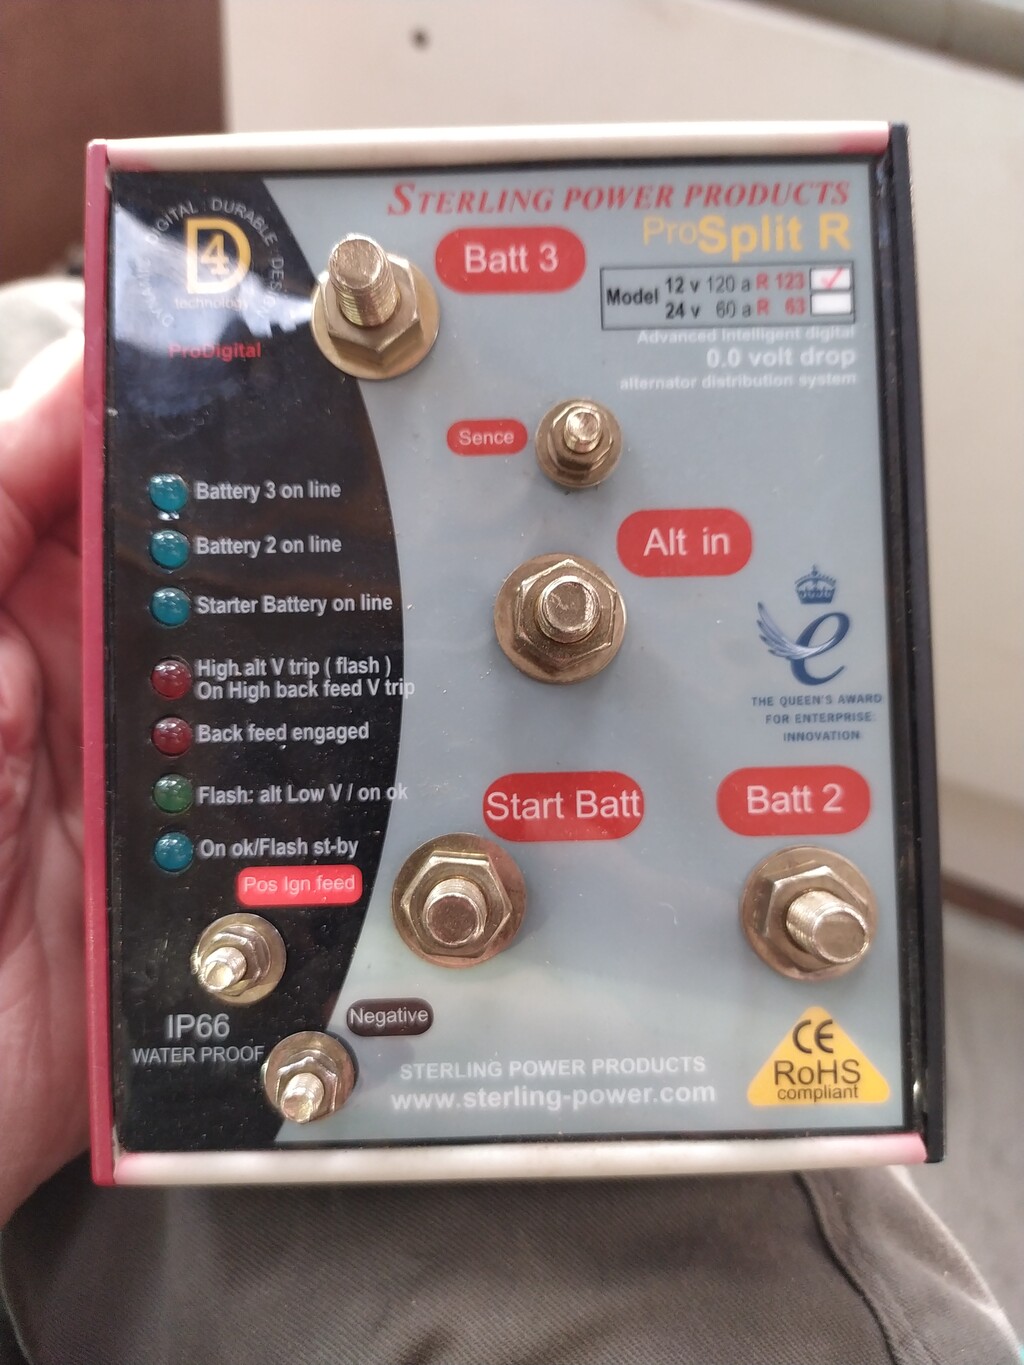 STERLING POWER PRODUCTS
ProSplit R
Model 12 v 120 a R 123
24 v 60 a R 63
Advanced Intelligent digital
0.0 volt drop
alternator distribution system
DIGITAL : DURABLE : DES
D4
technology
ProDigital
Batt 3
Sence
Alt in
Battery 3 on line
Battery 2 on line
Starter Battery on line
High alt V trip ( flash )
On High back feed V trip
Back feed engaged
Flash: alt Low V / on ok
On ok/Flash st-by
e
THE QUEEN'S AWARD
FOR ENTERPRISE:
INNOVATION
Start Batt
Batt 2
Pos Ign feed
Negative
IP66
WATER PROOF
STERLING POWER PRODUCTS
www.sterling-power.com
CE
RoHS
compliant